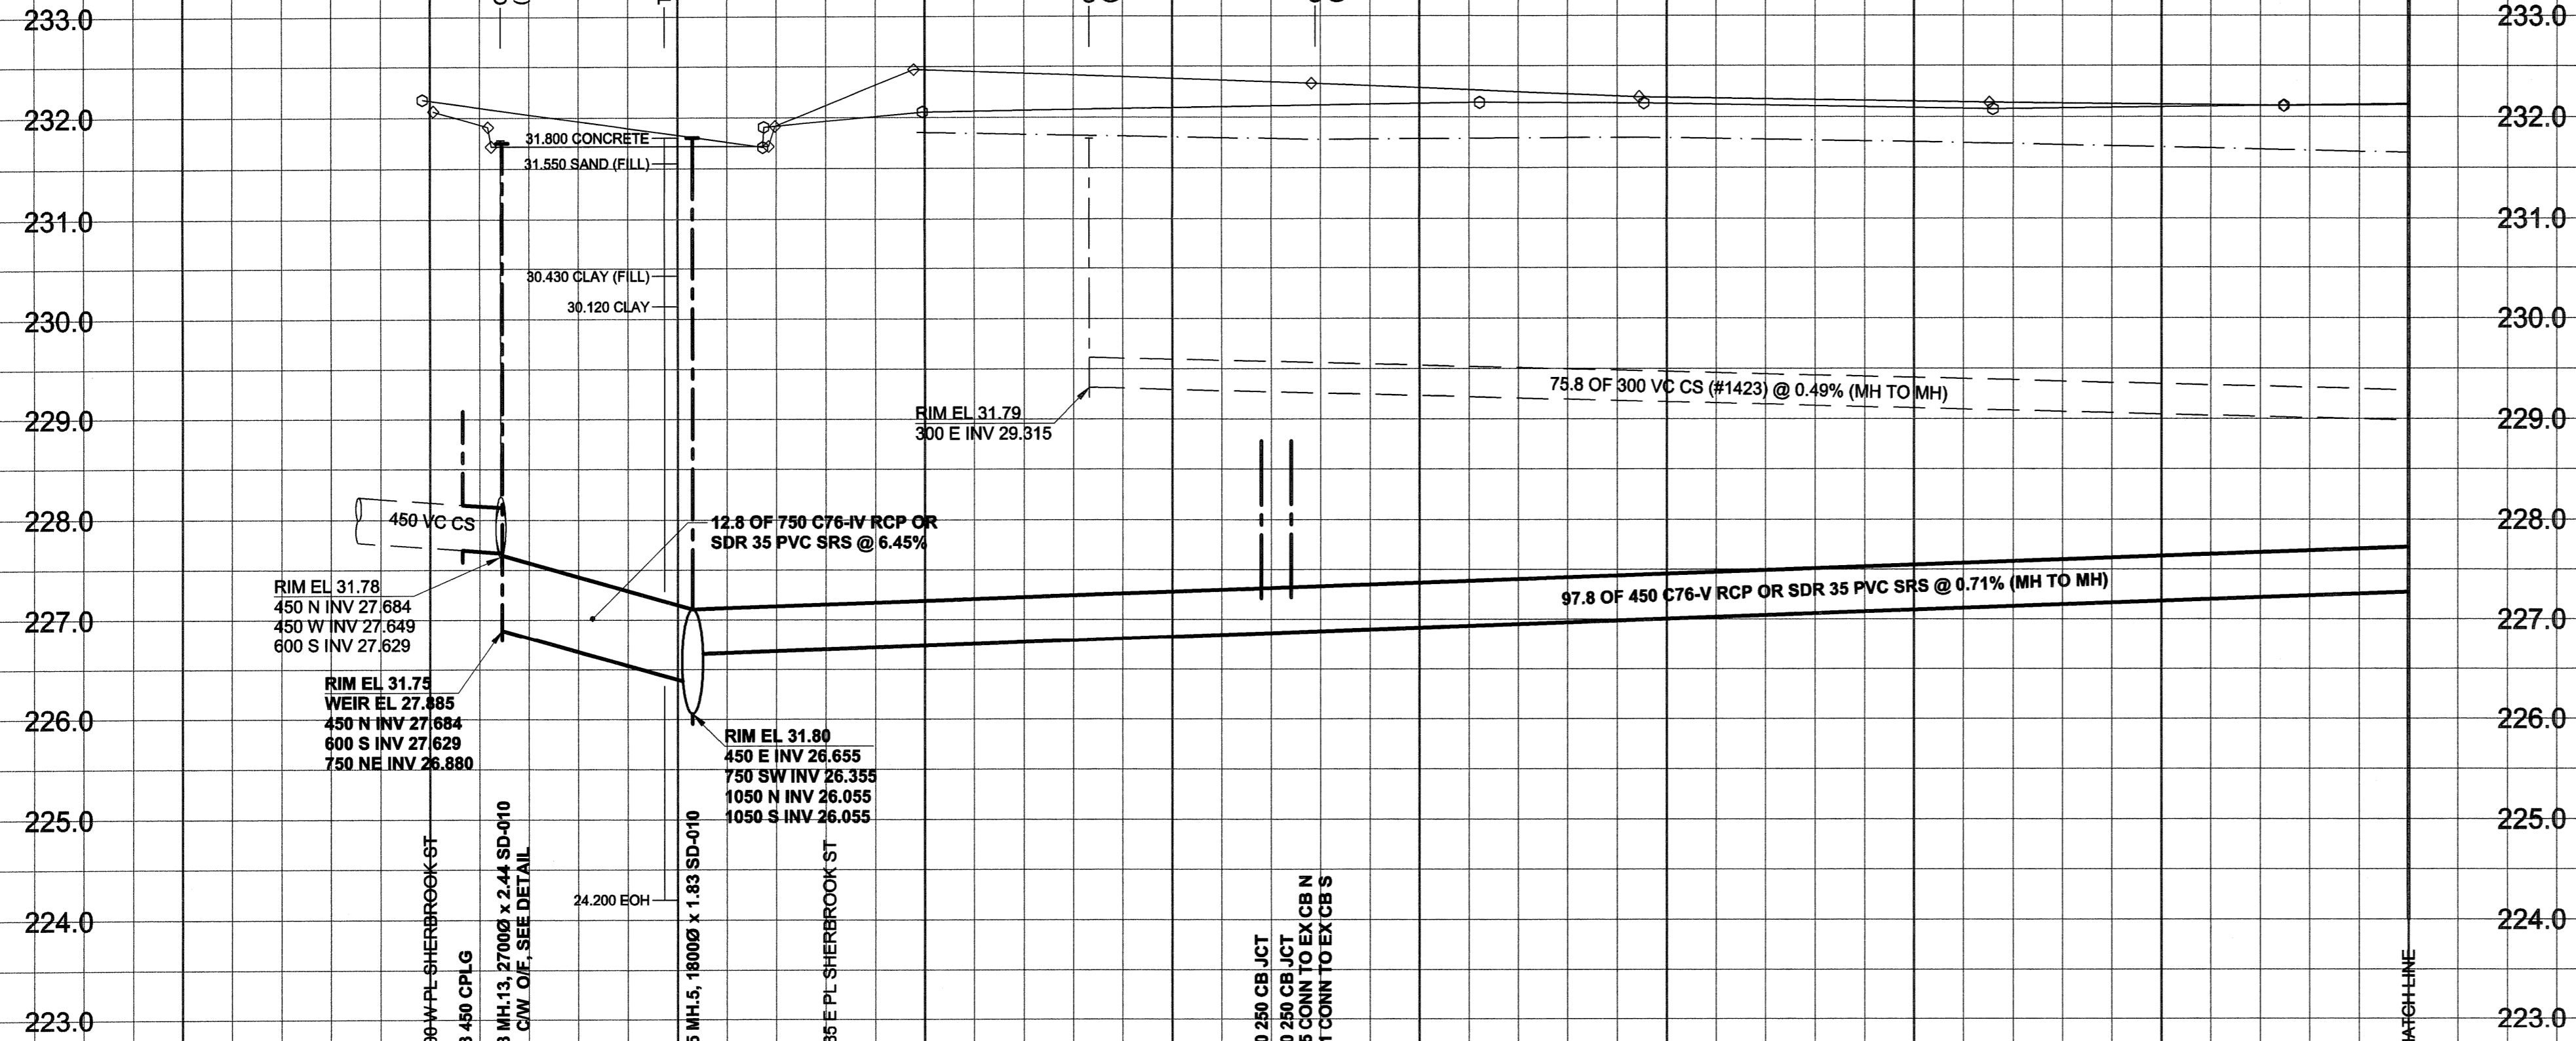 233.0
233.0
232.0
232.0
31.800 CONCRETE
31.550 SAND (FILL)
231.0
231.0
30.430 CLAY (FILL)
30.120 CLAY
230.0
230.0
75.8 OF 300 VC CS (#1423) @ 0.49% (MH TO MH)
RIM EL 31.79
300 E INV 29.315
229.0
229.0
450 VC CS
228.0
228.0
12.8 OF 750 C76-IV RCP OR
SDR 35 PVC SRS @ 6.45%
RIM EL 31.78
450 N INV 27.684
450 W INV 27.649
600 S INV 27.629
97.8 OF 450 C76-V RCP OR SDR 35 PVC SRS @ 0.71% (MH TO MH)
227.0
227.0
RIM EL 31.75
WEIR EL 27.885
450 N INV 27.684
600 S INV 27.629
750 NE INV 26.880
226.0
226.0
RIM EL 31.80
450 E INV 26.655
750 SW INV 26.355
1050 N INV 26.055
1050 S INV 26.055
225.0
225.0
24.200 EOH
224.0
224.0
223.0
223.0
W PL SHERBROOK ST
450 CPLG
MH.13, 2700Ø x 2.44 SD-010
C/W O/F, SEE DETAIL
MH.5, 1800Ø x 1.83 SD-010
E PL SHERBROOK ST
250 CB JCT
250 CB JCT
CONN TO EX CB N
CONN TO EX CB S
LINE